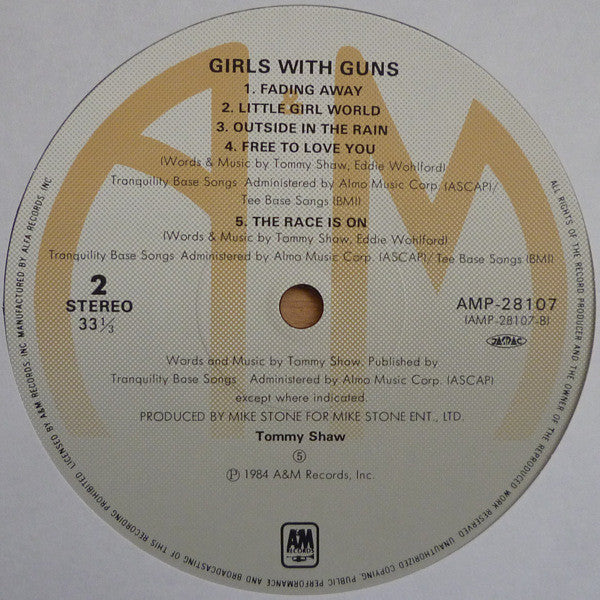 GIRLS WITH GUNS
1. FADING AWAY
2. LITTLE GIRL WORLD
3. OUTSIDE IN THE RAIN
4. FREE TO LOVE YOU
(Words & Music by Tommy Shaw, Eddie Wohlford)
Tranquility Base Songs Administered by Almo Music Corp. (ASCAP)/
Tee Base Songs (BMI)
5. THE RACE IS ON
(Words & Music by Tommy Shaw, Eddie Wohlford)
Tranquility Base Songs Administered by Almo Music Corp. (ASCAP)/ Tee Base Songs (BMI)
2
STEREO
33 1/3
AMP-28107
(AMP-28107-B)
JASRAC
Words and Music by Tommy Shaw, Published by
Tranquility Base Songs Administered by Almo Music Corp. (ASCAP)
except where indicated.
PRODUCED BY MIKE STONE FOR MIKE STONE ENT., LTD.
Tommy Shaw
⑤
Ⓟ 1984 A&M Records, Inc.
A&M
RECORDS
ALL RIGHTS OF THE RECORD PRODUCER AND THE OWNER OF THE REPRODUCED WORK RESERVED. UNAUTHORIZED COPYING, PUBLIC PERFORMANCE AND BROADCASTING OF THIS RECORDING PROHIBITED. LICENSED BY A&M RECORDS, INC. MANUFACTURED BY ALFA RECORDS, INC.